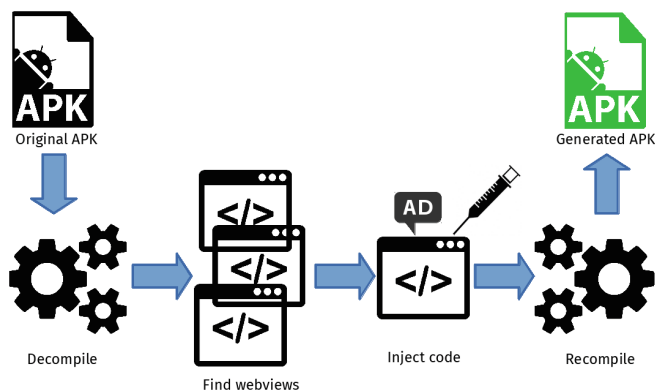 APK
Original APK
APK
Generated APK
</>
</>
</>
AD
</>
Decompile
Find webviews
Inject code
Recompile